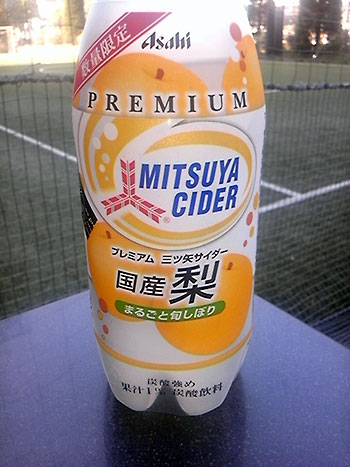 数量限定
Asahi
PREMIUM
MITSUYA
CIDER
®
プレミアム 三ツ矢サイダー
国産 梨
まるごと旬しぼり
炭酸強め
果汁1% 炭酸飲料